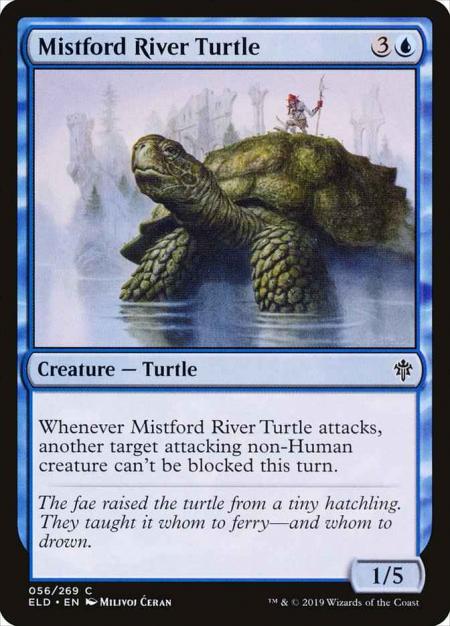 Mistford River Turtle 3
Creature — Turtle
Whenever Mistford River Turtle attacks,
another target attacking non-Human
creature can't be blocked this turn.
The fae raised the turtle from a tiny hatchling.
They taught it whom to ferry—and whom to
drown.
1/5
056/269 C
ELD • EN Milivoj Ćeran
™ & © 2019 Wizards of the Coast